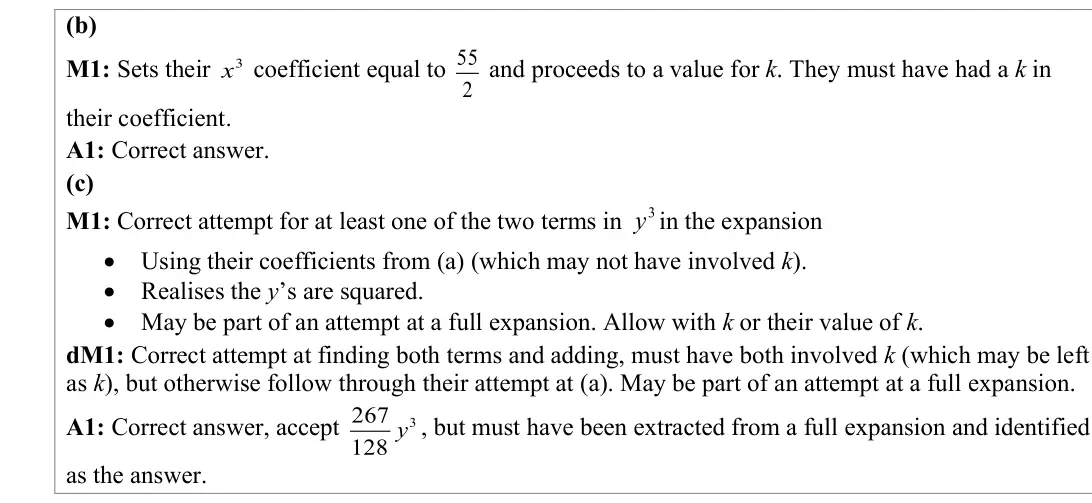 (b)
M1: Sets their x³ coefficient equal to 55/2 and proceeds to a value for k. They must have had a k in
their coefficient.
A1: Correct answer.
(c)
M1: Correct attempt for at least one of the two terms in y³ in the expansion
• Using their coefficients from (a) (which may not have involved k).
• Realises the y’s are squared.
• May be part of an attempt at a full expansion. Allow with k or their value of k.
dM1: Correct attempt at finding both terms and adding, must have both involved k (which may be left
as k), but otherwise follow through their attempt at (a). May be part of an attempt at a full expansion.
A1: Correct answer, accept 267/128 y³, but must have been extracted from a full expansion and identified
as the answer.